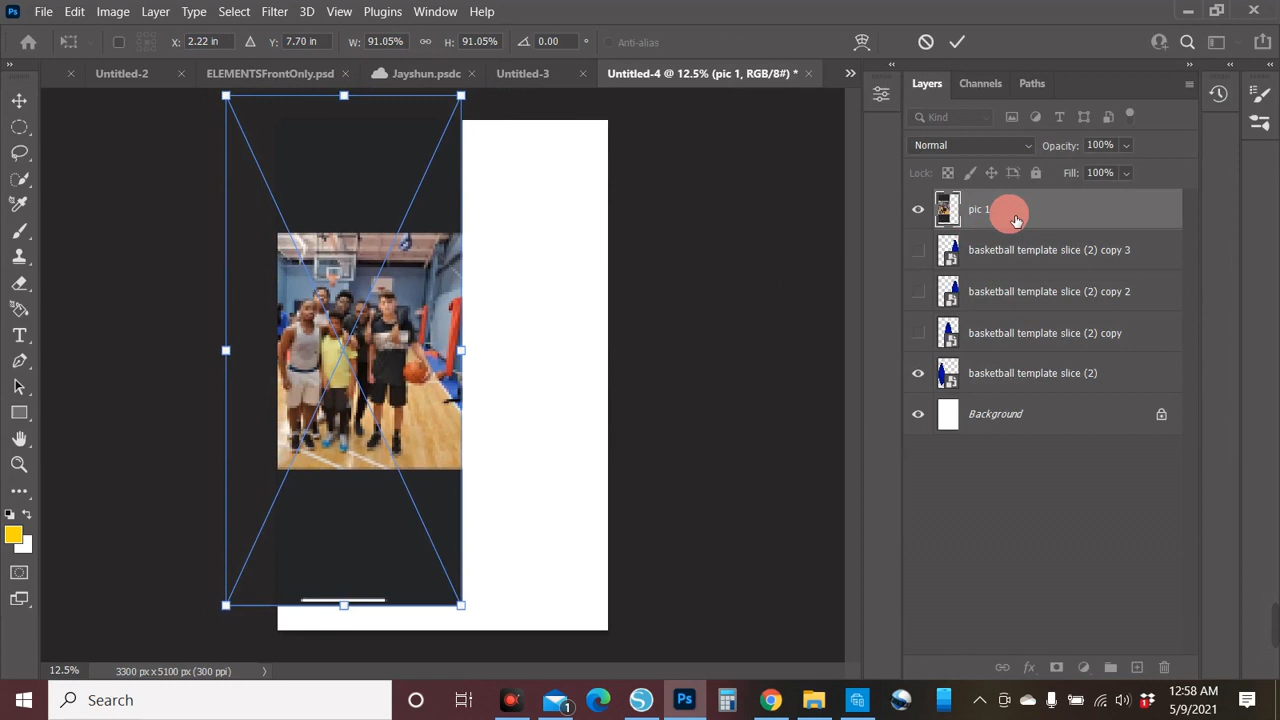 File Edit Image Layer Type Select Filter 3D View Plugins Window Help
X: 2.22 in Y: 7.70 in W: 91.05% H: 91.05% 0.00 ° Anti-alias
Untitled-2 × ELEMENTSFrontOnly.psd × Jayshun.psdc × Untitled-3 × Untitled-4 @ 12.5% (pic 1, RGB/8#) * ×
Layers Channels Paths
Kind
Normal Opacity: 100%
Lock: Fill: 100%
pic 1
basketball template slice (2) copy 3
basketball template slice (2) copy 2
basketball template slice (2) copy
basketball template slice (2)
Background
fx
12.5% 3300 px x 5100 px (300 ppi)
Search
1
Ps
12:58 AM
5/9/2021